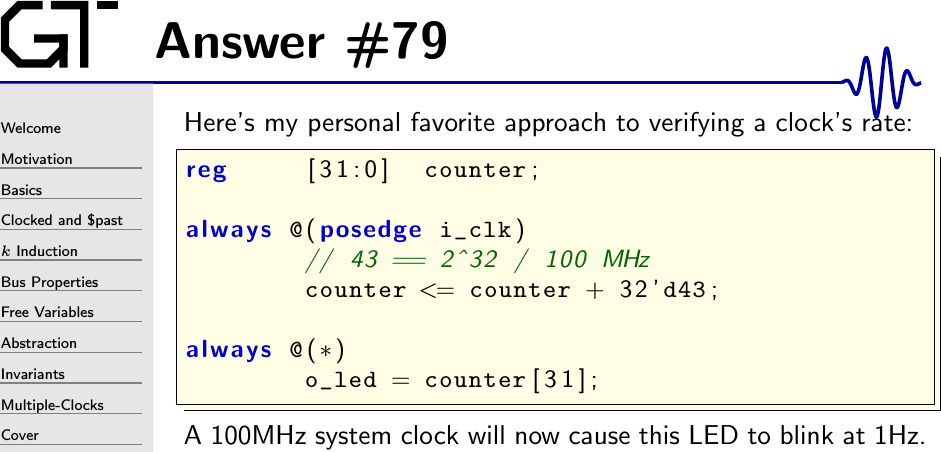 GT
Answer #79
Welcome
Motivation
Basics
Clocked and $past
k Induction
Bus Properties
Free Variables
Abstraction
Invariants
Multiple-Clocks
Cover
Here's my personal favorite approach to verifying a clock's rate:
reg [31:0] counter;
always @(posedge i_clk)
// 43 == 2^32 / 100 MHz
counter <= counter + 32'd43;
always @(*)
o_led = counter[31];
A 100MHz system clock will now cause this LED to blink at 1Hz.